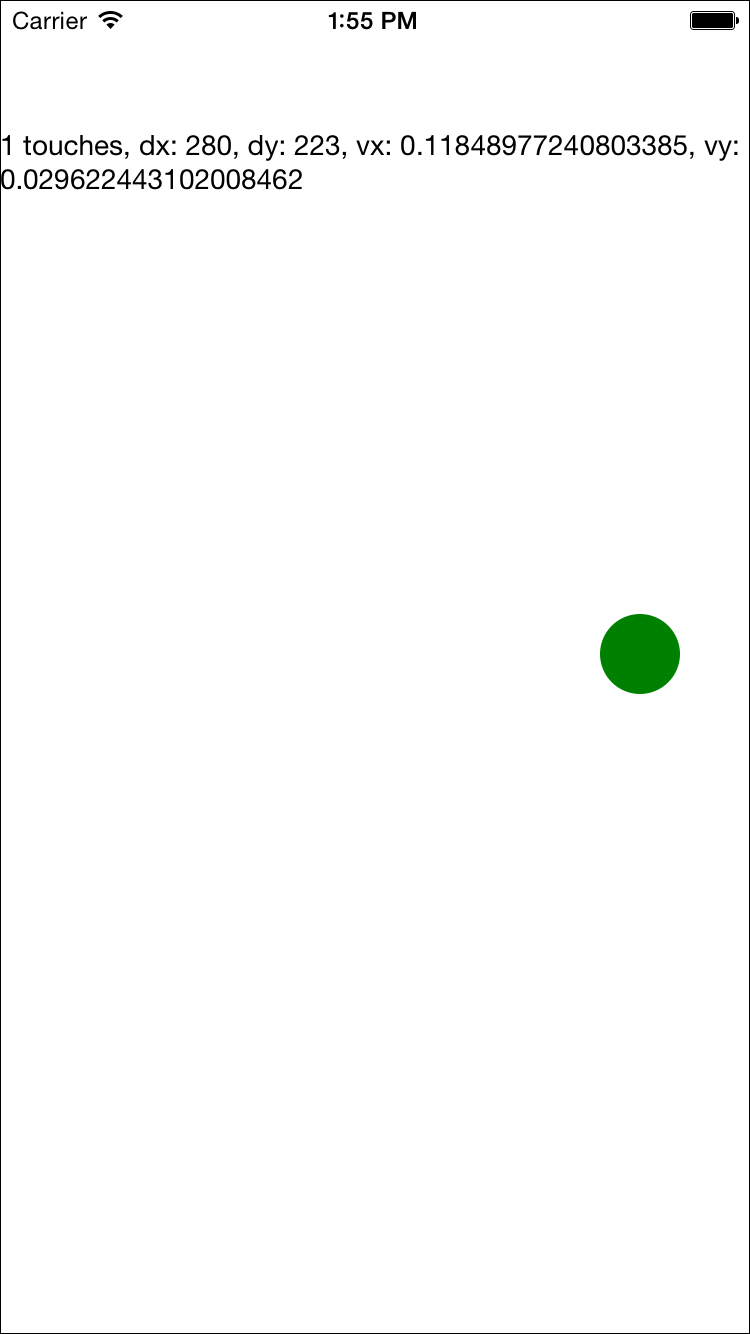 Carrier 1:55 PM
1 touches, dx: 280, dy: 223, vx: 0.11848977240803385, vy:
0.029622443102008462